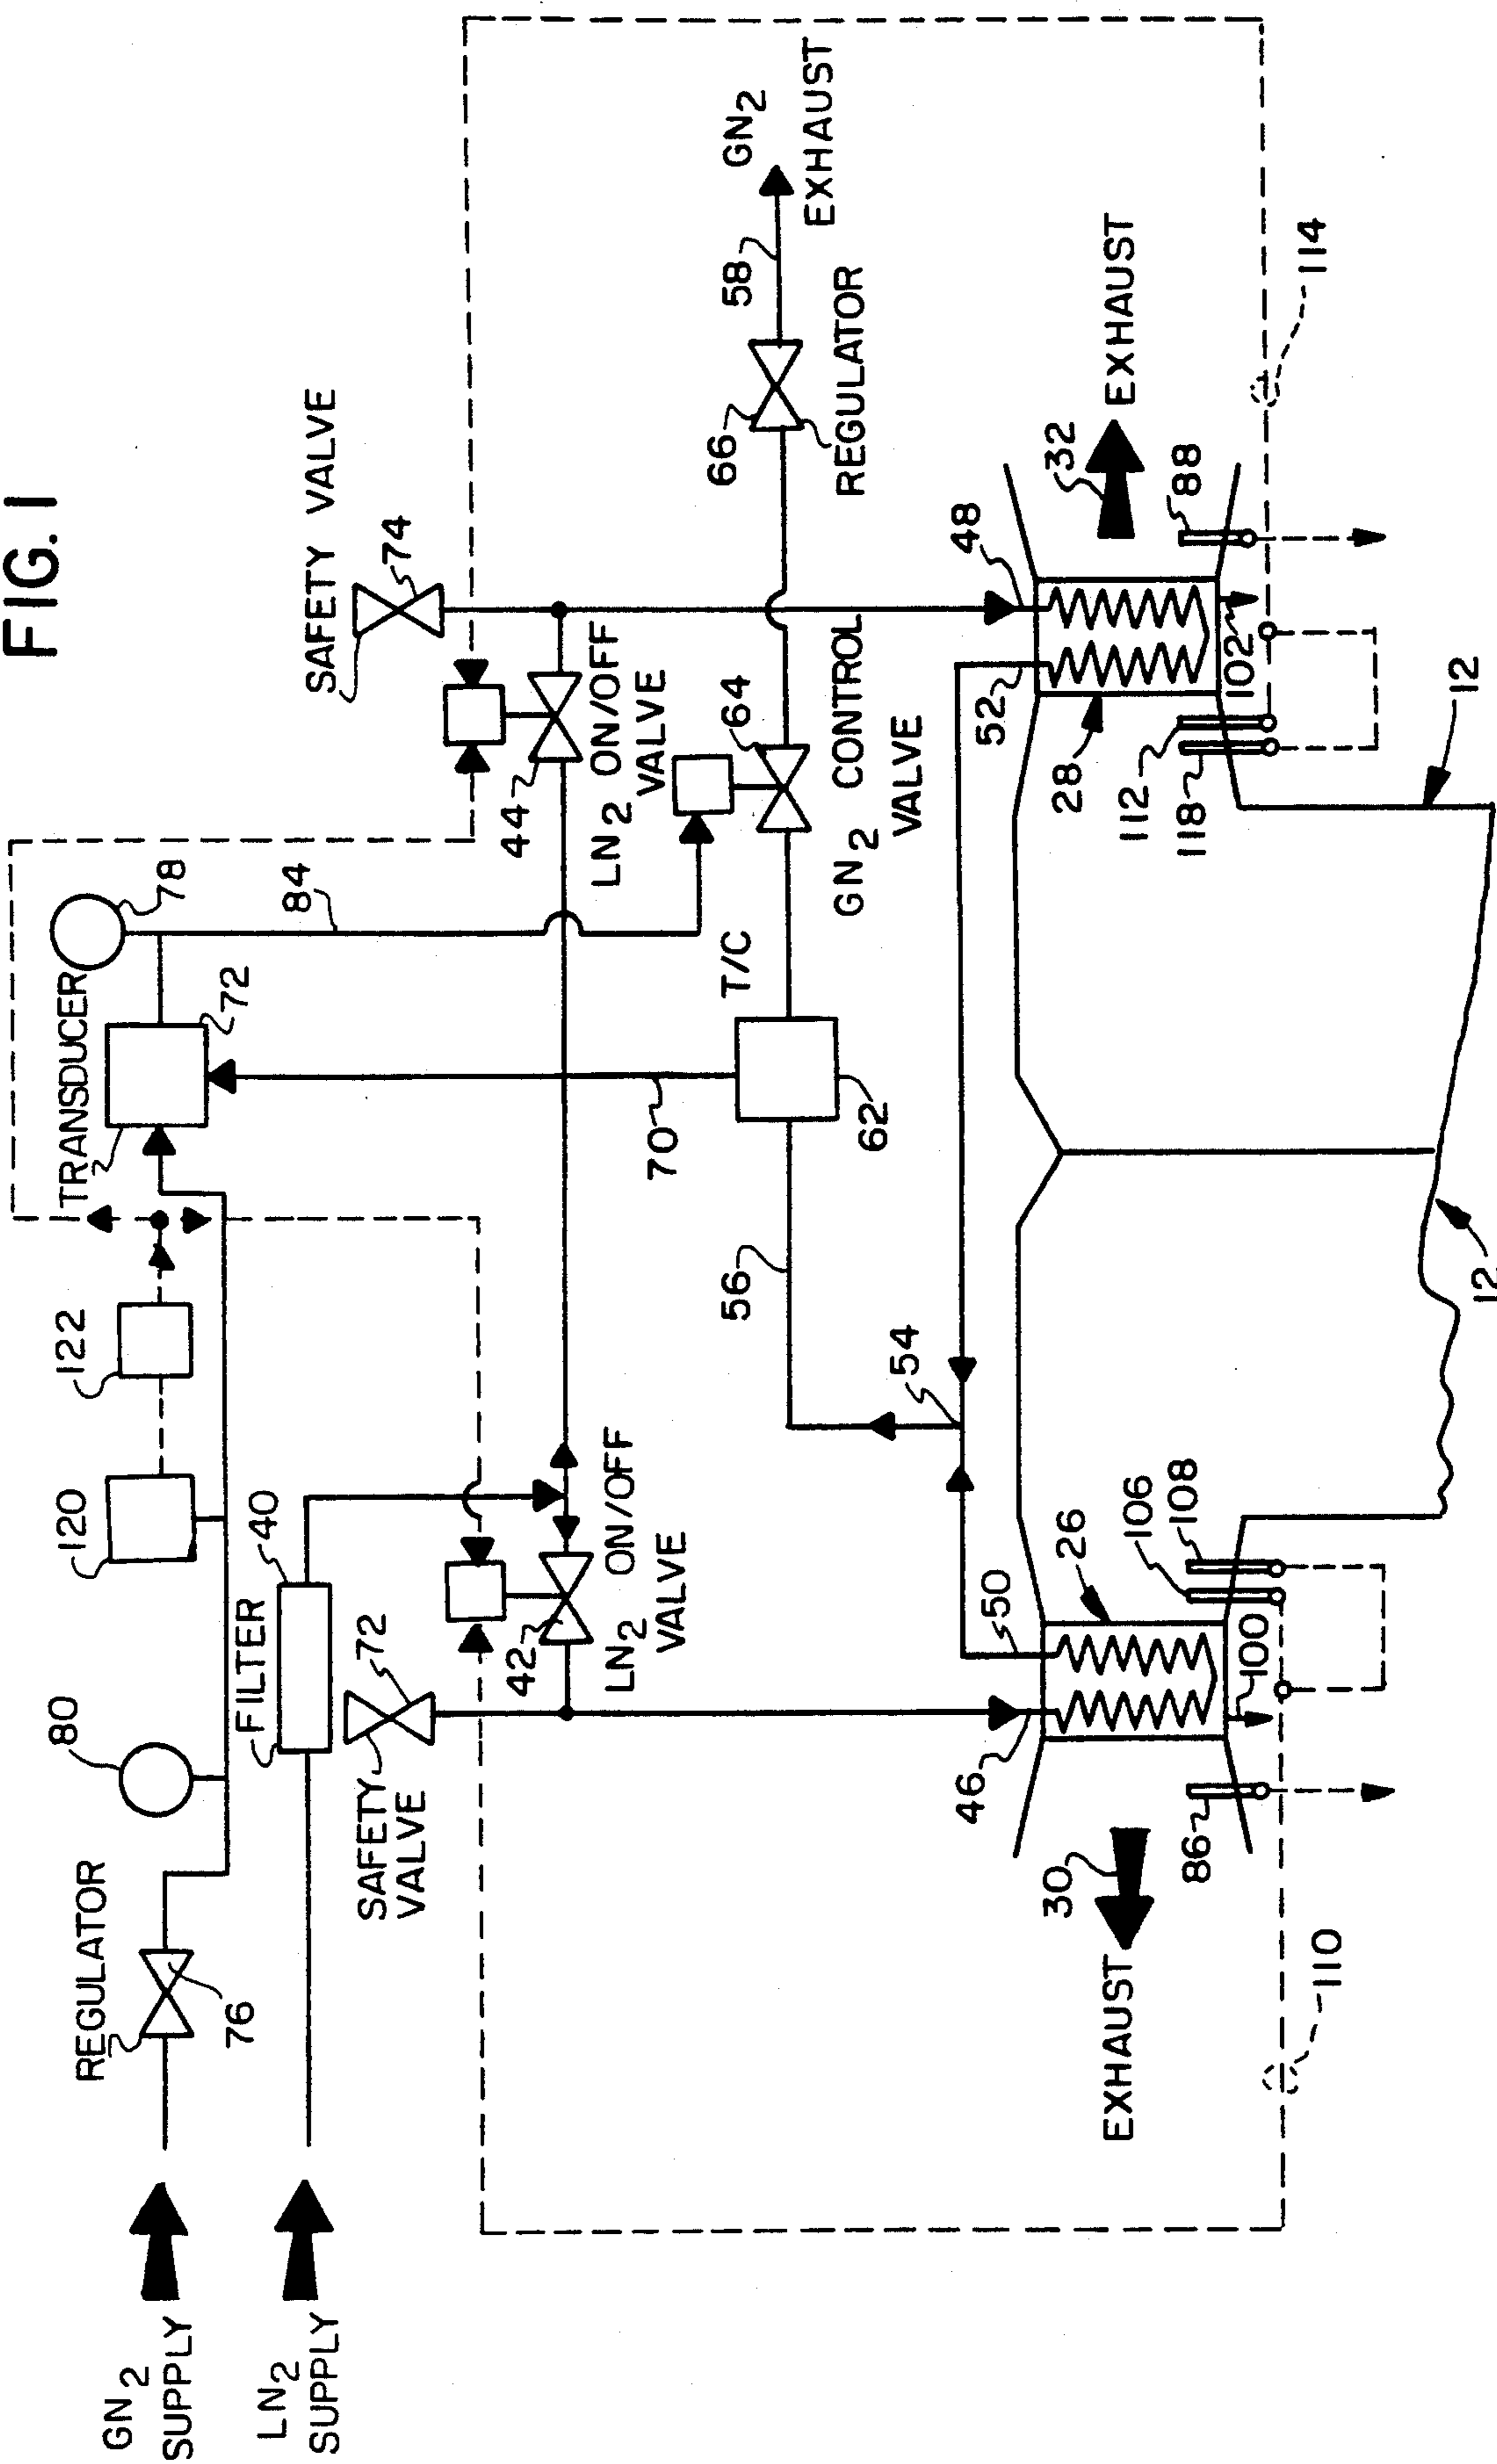 FIG. 1
GN2
SUPPLY
LN2
SUPPLY
REGULATOR
76
80
FILTER
40
120
122
TRANSDUCER
72
78
84
SAFETY
VALVE
72
42
LN2 ON/OFF
VALVE
70
SAFETY VALVE
74
44
LN2 ON/OFF
VALVE
56
54
62
T/C
64
GN2 CONTROL
VALVE
66
REGULATOR
58
GN2
EXHAUST
46
50
26
52
48
28
30
EXHAUST
32
EXHAUST
86
100
106
108
112
118
102
88
110
114
12
12